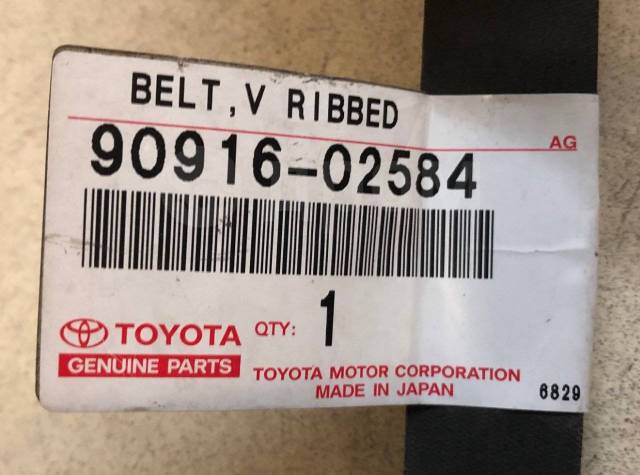 BELT,V RIBBED
AG
90916-02584
TOYOTA QTY: 1
GENUINE PARTS
TOYOTA MOTOR CORPORATION
MADE IN JAPAN
6829